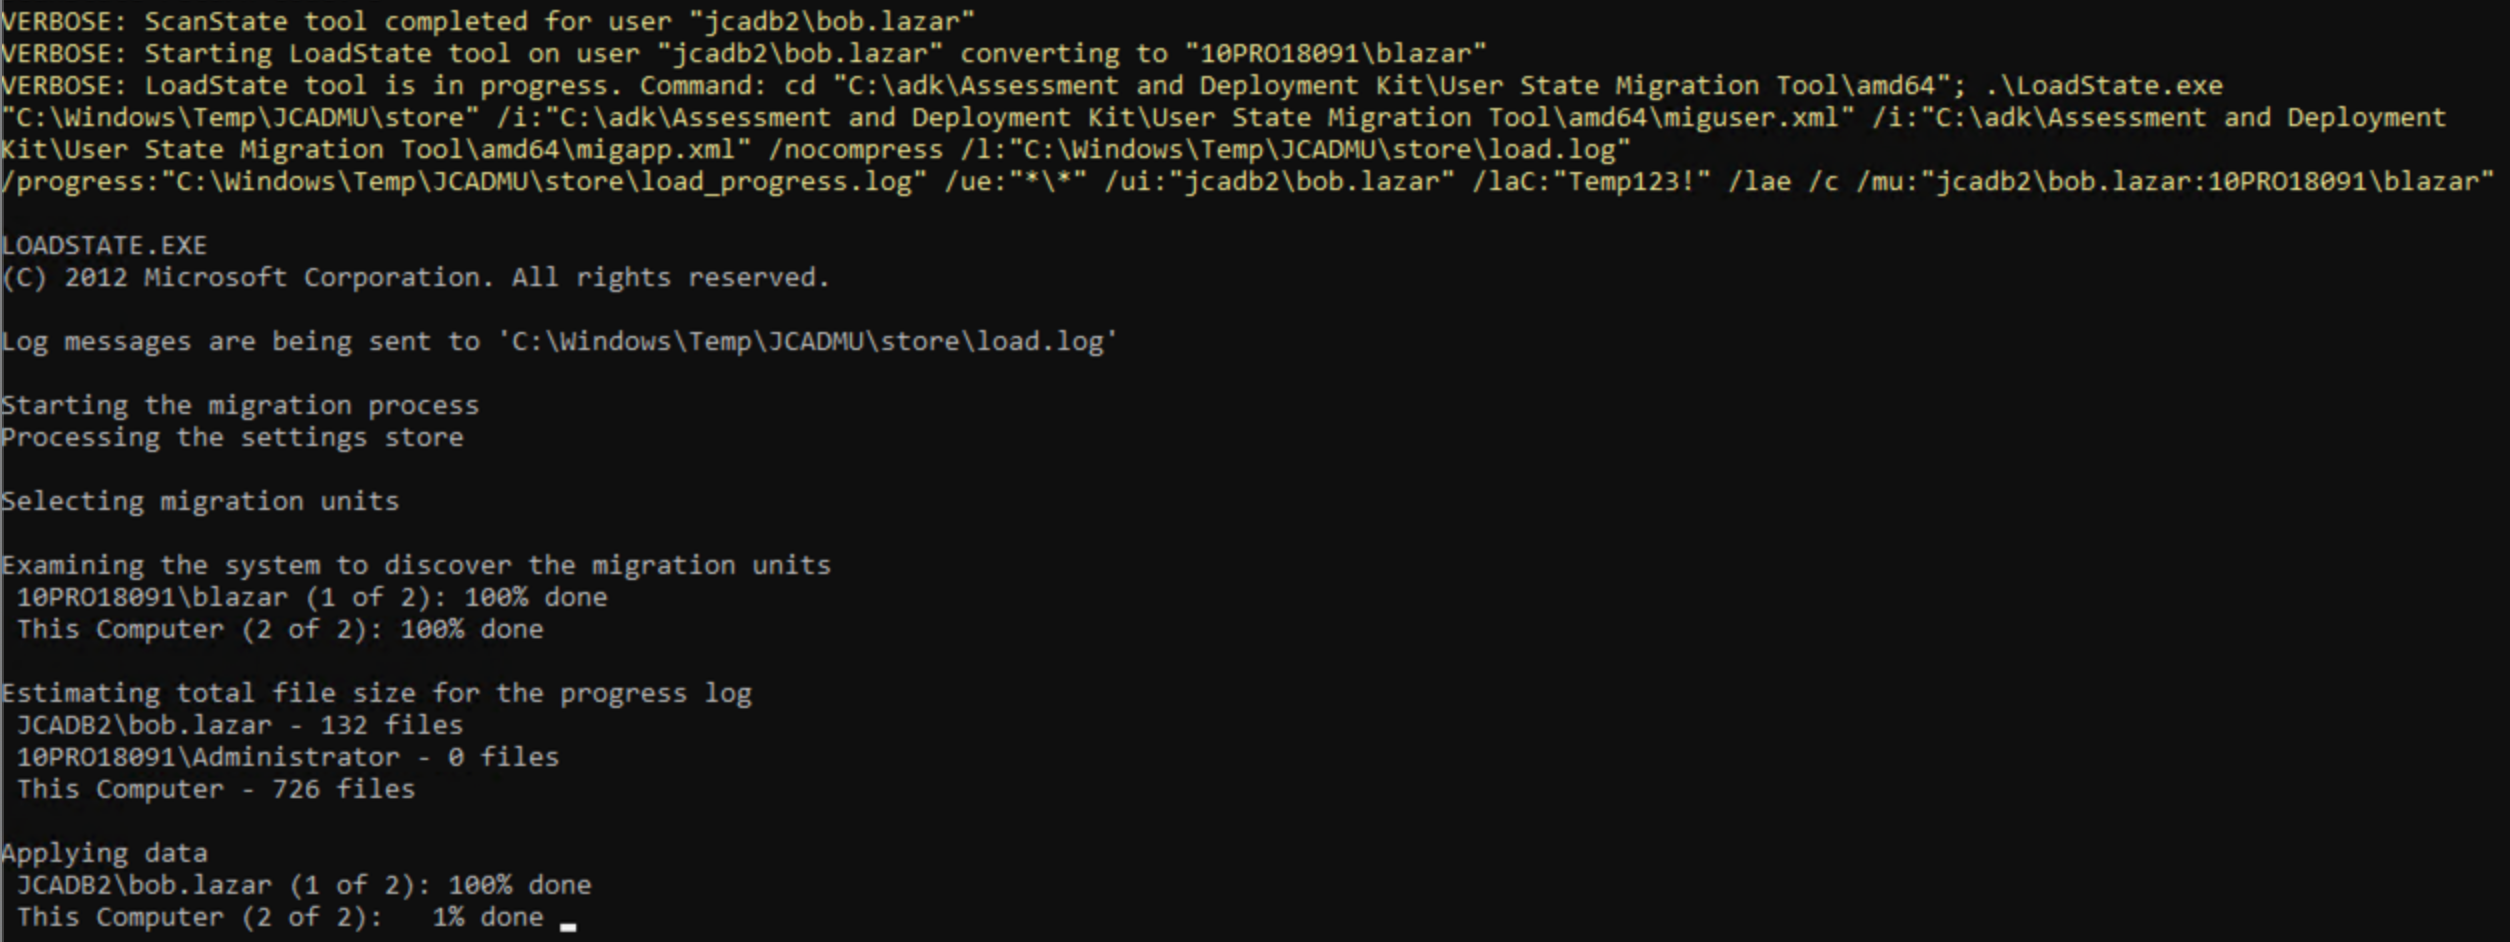 VERBOSE: ScanState tool completed for user "jcadb2\bob.lazar"
VERBOSE: Starting LoadState tool on user "jcadb2\bob.lazar" converting to "10PRO18091\blazar"
VERBOSE: LoadState tool is in progress. Command: cd "C:\adk\Assessment and Deployment Kit\User State Migration Tool\amd64"; .\LoadState.exe
"C:\Windows\Temp\JCADMU\store" /i:"C:\adk\Assessment and Deployment Kit\User State Migration Tool\amd64\miguser.xml" /i:"C:\adk\Assessment and Deployment
Kit\User State Migration Tool\amd64\migapp.xml" /nocompress /l:"C:\Windows\Temp\JCADMU\store\load.log"
/progress:"C:\Windows\Temp\JCADMU\store\load_progress.log" /ue:"*\*" /ui:"jcadb2\bob.lazar" /laC:"Temp123!" /lae /c /mu:"jcadb2\bob.lazar:10PRO18091\blazar"
LOADSTATE.EXE
(C) 2012 Microsoft Corporation. All rights reserved.
Log messages are being sent to 'C:\Windows\Temp\JCADMU\store\load.log'
Starting the migration process
Processing the settings store
Selecting migration units
Examining the system to discover the migration units
10PRO18091\blazar (1 of 2): 100% done
This Computer (2 of 2): 100% done
Estimating total file size for the progress log
JCADB2\bob.lazar - 132 files
10PRO18091\Administrator - 0 files
This Computer - 726 files
Applying data
JCADB2\bob.lazar (1 of 2): 100% done
This Computer (2 of 2):   1% done